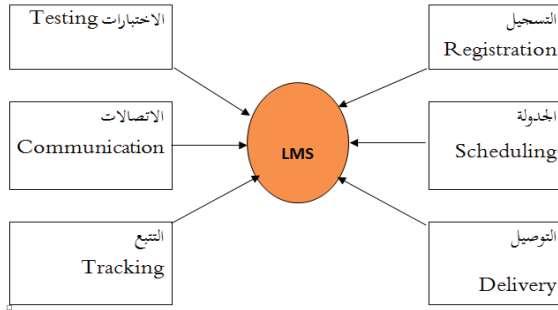 الاختبارات Testing
التسجيل
Registration
الاتصالات
Communication
LMS
الجدولة
Scheduling
التتبع
Tracking
التوصيل
Delivery